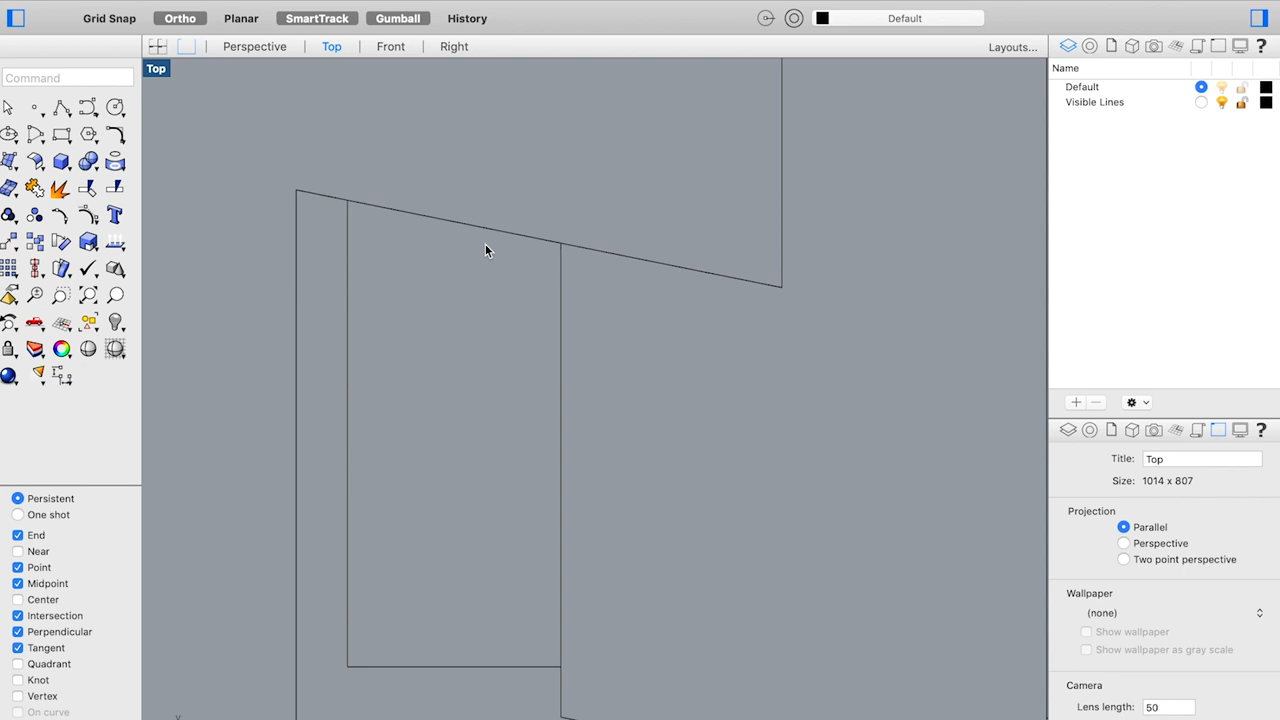 Grid Snap Ortho Planar SmartTrack Gumball History Default
Perspective Top Front Right Layouts...
Top
Command
Name
Default
Visible Lines
Persistent
One shot
End
Near
Point
Midpoint
Center
Intersection
Perpendicular
Tangent
Quadrant
Knot
Vertex
On curve
Title: Top
Size: 1014 x 807
Projection
Parallel
Perspective
Two point perspective
Wallpaper
(none)
Show wallpaper
Show wallpaper as gray scale
Camera
Lens length: 50